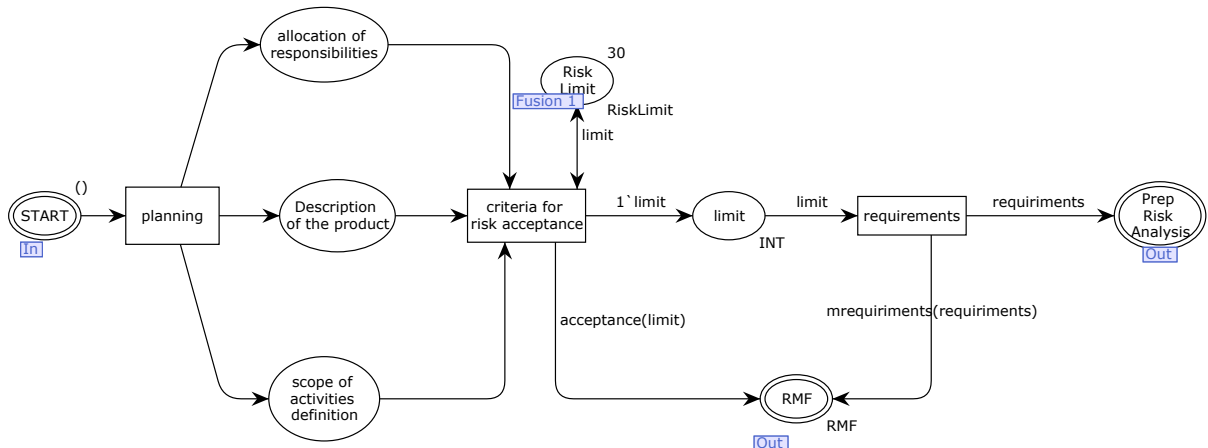 allocation of
responsibilities
30
Risk
Limit
Fusion 1
RiskLimit
limit
()
START
In
planning
Description
of the product
criteria for
risk acceptance
1`limit
limit
INT
limit
requirements
requiriments
Prep
Risk
Analysis
Out
acceptance(limit)
mrequiriments(requiriments)
scope of
activities
definition
RMF
RMF
Out